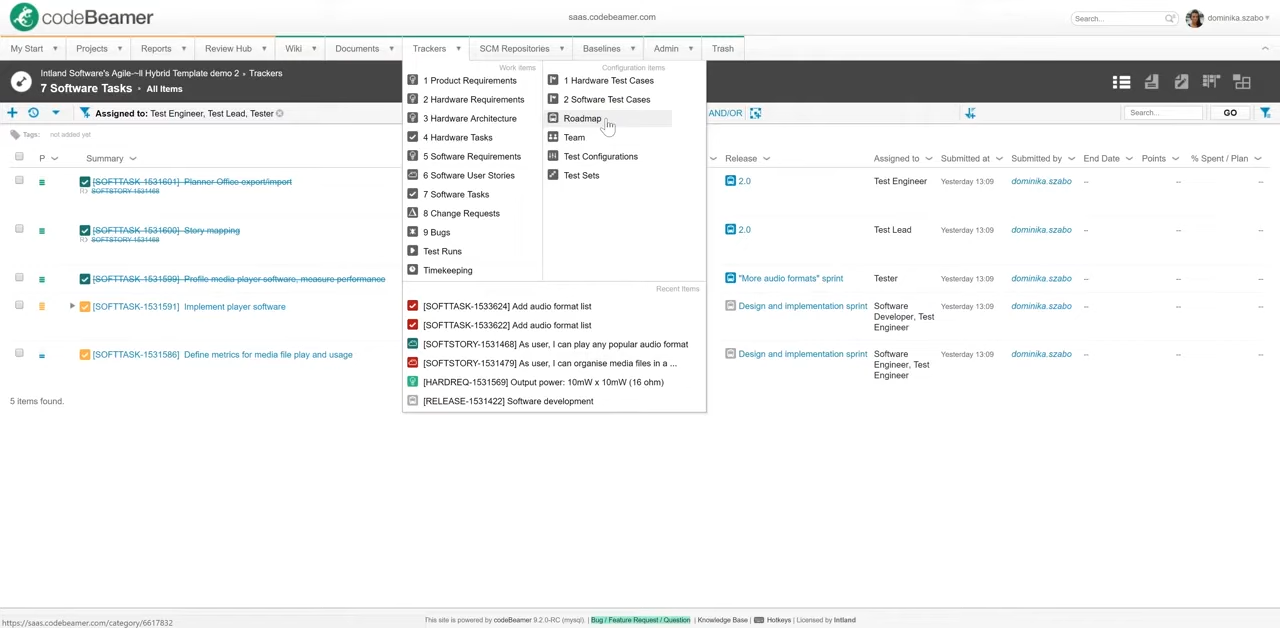 codeBeamer
saas.codebeamer.com
Search...
dominika.szabo
My Start Projects Reports Review Hub Wiki Documents Trackers SCM Repositories Baselines Admin Trash
Intland Software's Agile-~ll Hybrid Template demo 2 • Trackers
7 Software Tasks • All Items
Assigned to: Test Engineer, Test Lead, Tester
AND/OR
Search...
GO
Tags: not added yet
P Summary Release Assigned to Submitted at Submitted by End Date Points % Spent / Plan
[SOFTTASK-1531601] Planner Office export/import 2.0 Test Engineer Yesterday 13:09 dominika.szabo -- -- --
SOFTSTORY-1531468
[SOFTTASK-1531600] Story mapping 2.0 Test Lead Yesterday 13:09 dominika.szabo -- -- --
SOFTSTORY-1531468
[SOFTTASK-1531599] Profile media player software, measure performance "More audio formats" sprint Tester Yesterday 13:09 dominika.szabo -- -- --
[SOFTTASK-1531591] Implement player software Design and implementation sprint Software Yesterday 13:09 dominika.szabo -- -- --
Developer, Test
Engineer
[SOFTTASK-1531586] Define metrics for media file play and usage Design and implementation sprint Software Yesterday 13:09 dominika.szabo -- -- --
Engineer, Test
Engineer
5 items found.
Work items
1 Product Requirements
2 Hardware Requirements
3 Hardware Architecture
4 Hardware Tasks
5 Software Requirements
6 Software User Stories
7 Software Tasks
8 Change Requests
9 Bugs
Test Runs
Timekeeping
Configuration items
1 Hardware Test Cases
2 Software Test Cases
Roadmap
Team
Test Configurations
Test Sets
Recent Items
[SOFTTASK-1533624] Add audio format list
[SOFTTASK-1533622] Add audio format list
[SOFTSTORY-1531468] As user, I can play any popular audio format
[SOFTSTORY-1531479] As user, I can organise media files in a ...
[HARDREQ-1531569] Output power: 10mW x 10mW (16 ohm)
[RELEASE-1531422] Software development
https://saas.codebeamer.com/category/6617832
This site is powered by codeBeamer 9.2.0-RC (mysql). | Bug / Feature Request / Question | Knowledge Base | Hotkeys | Licensed by Intland